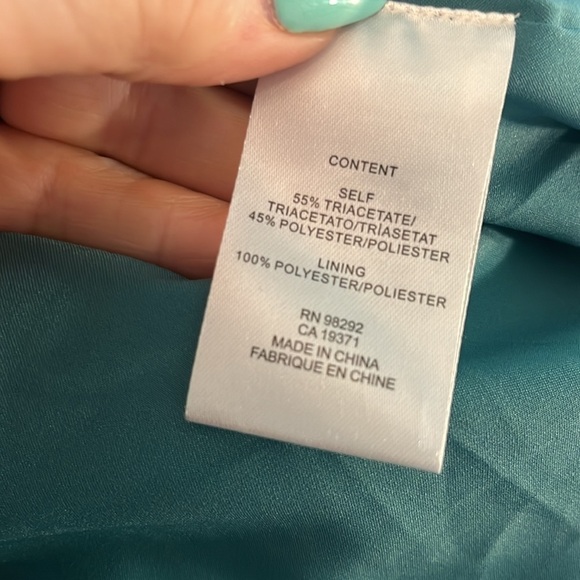 CONTENT
SELF
55% TRIACETATE/
TRIACETATO/TRÍASETAT
45% POLYESTER/POLIESTER
LINING
100% POLYESTER/POLIESTER
RN 98292
CA 19371
MADE IN CHINA
FABRIQUE EN CHINE